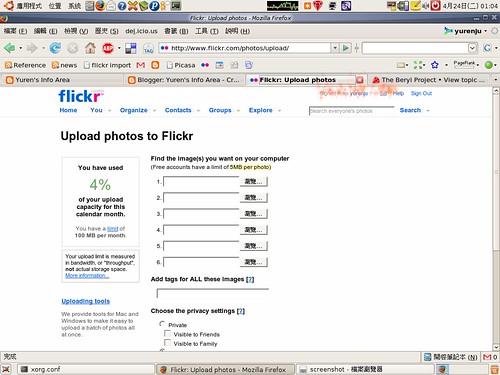 應用程式 位置 系統
4月24日(二) 01:04
Flickr: Upload photos - Mozilla Firefox
檔案(F) 編輯(E) 檢視(V) 歷史(S) del.icio.us 書籤(B) 工具(T) 說明(H)
yurenju
http://www.flickr.com/photos/upload/
Reference news flickr import GMail F Picasa
PageRank
Yuren's Info Area
Blogger: Yuren's Info Area - Cr...
Flickr: Upload photos
The Beryl Project • View topic ...
flickr
yurenju Help Sign Out
Home You Organize Contacts Groups Explore
Search everyone's photos
Search
Upload photos to Flickr
You have used
4%
of your upload
capacity for this
calendar month.
You have a limit of
100 MB per month.
Your upload limit is measured
in bandwidth, or "throughput",
not actual storage space.
More information...
Uploading tools
We provide tools for Mac and
Windows to make it easy to
upload a batch of photos all
at once.
Find the image(s) you want on your computer
(Free accounts have a limit of 5MB per photo)
1. 瀏覽...
2. 瀏覽...
3. 瀏覽...
4. 瀏覽...
5. 瀏覽...
6. 瀏覽...
Add tags for ALL these images [?]
Choose the privacy settings [?]
Private
Visible to Friends
Visible to Family
完成
開啓筆記本 (N)
xorg.conf
Flickr: Upload photos - Mozilla Firefox
screenshot - 檔案瀏覽器